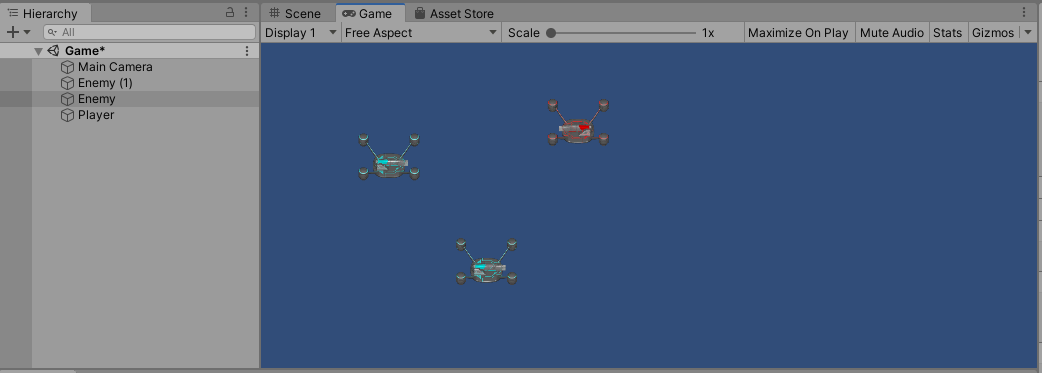 Hierarchy
All
Game*
Main Camera
Enemy (1)
Enemy
Player
Scene
Game
Asset Store
Display 1
Free Aspect
Scale
1x
Maximize On Play
Mute Audio
Stats
Gizmos